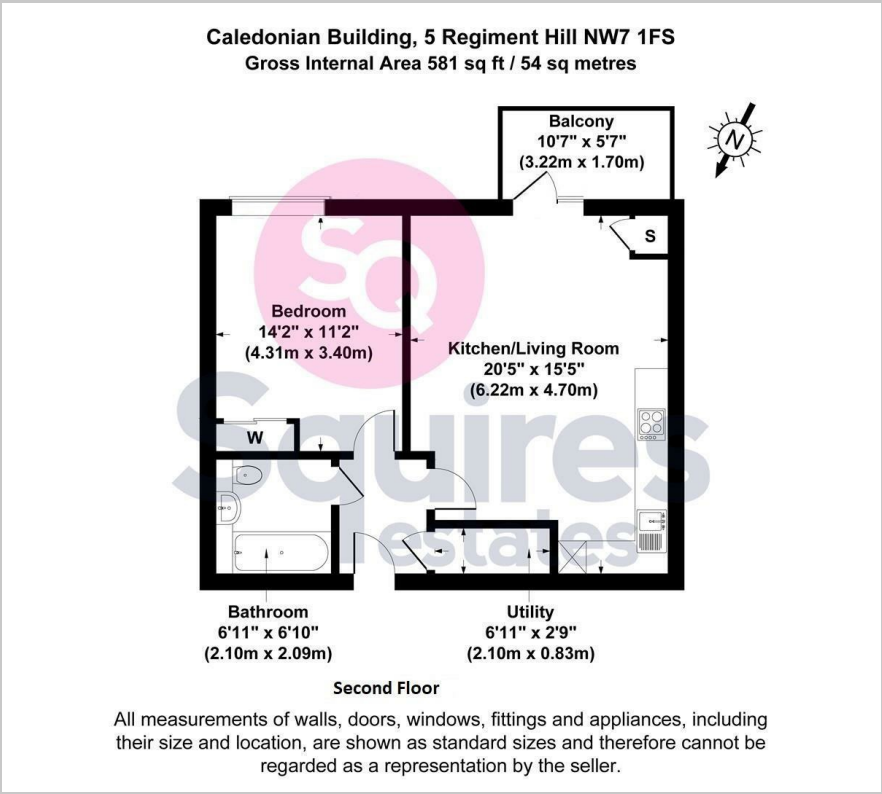 Caledonian Building, 5 Regiment Hill NW7 1FS
Gross Internal Area 581 sq ft / 54 sq metres
Balcony
10'7" x 5'7"
(3.22m x 1.70m)
N
S
SQ
Bedroom
14'2" x 11'2"
(4.31m x 3.40m)
Kitchen/Living Room
20'5" x 15'5"
(6.22m x 4.70m)
W
Squires
estates
Bathroom
6'11" x 6'10"
(2.10m x 2.09m)
Utility
6'11" x 2'9"
(2.10m x 0.83m)
Second Floor
All measurements of walls, doors, windows, fittings and appliances, including
their size and location, are shown as standard sizes and therefore cannot be
regarded as a representation by the seller.